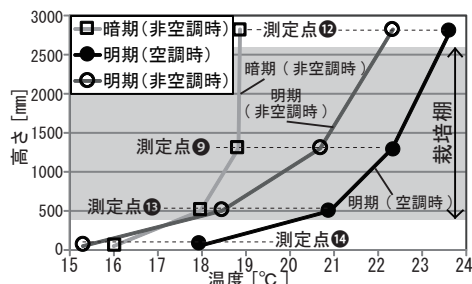 3000
2500
2000
1500
1000
500
0
高さ [mm]
暗期(非空調時)
明期(空調時)
明期(非空調時)
測定点⓬
暗期(非空調時)
明期
(非空調時)
測定点❾
栽培棚
測定点⓭
明期(空調時)
測定点⓮
15 16 17 18 19 20 21 22 23 24
温度 [℃]